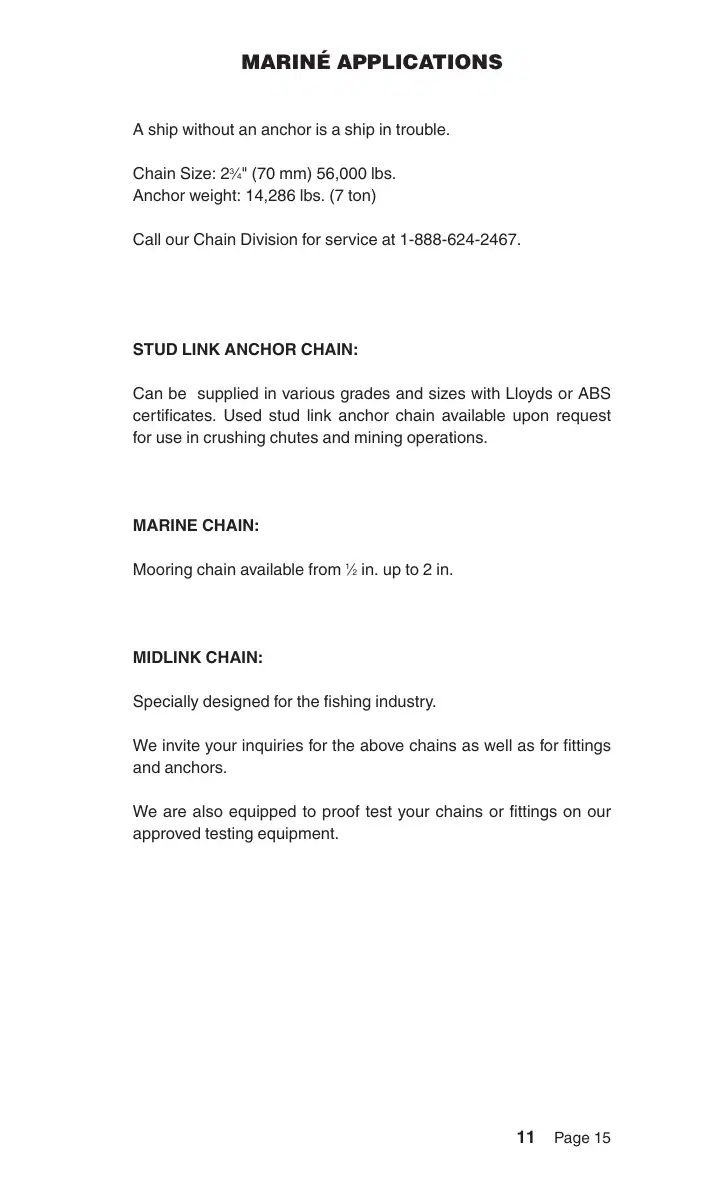 MARINÉ APPLICATIONS
A ship without an anchor is a ship in trouble.
Chain Size: 2¾" (70 mm) 56,000 lbs.
Anchor weight: 14,286 lbs. (7 ton)
Call our Chain Division for service at 1-888-624-2467.
STUD LINK ANCHOR CHAIN:
Can be  supplied in various grades and sizes with Lloyds or ABS
certificates. Used stud link anchor chain available upon request
for use in crushing chutes and mining operations.
MARINE CHAIN:
Mooring chain available from ½ in. up to 2 in.
MIDLINK CHAIN:
Specially designed for the fishing industry.
We invite your inquiries for the above chains as well as for fittings
and anchors.
We are also equipped to proof test your chains or fittings on our
approved testing equipment.
11 Page 15